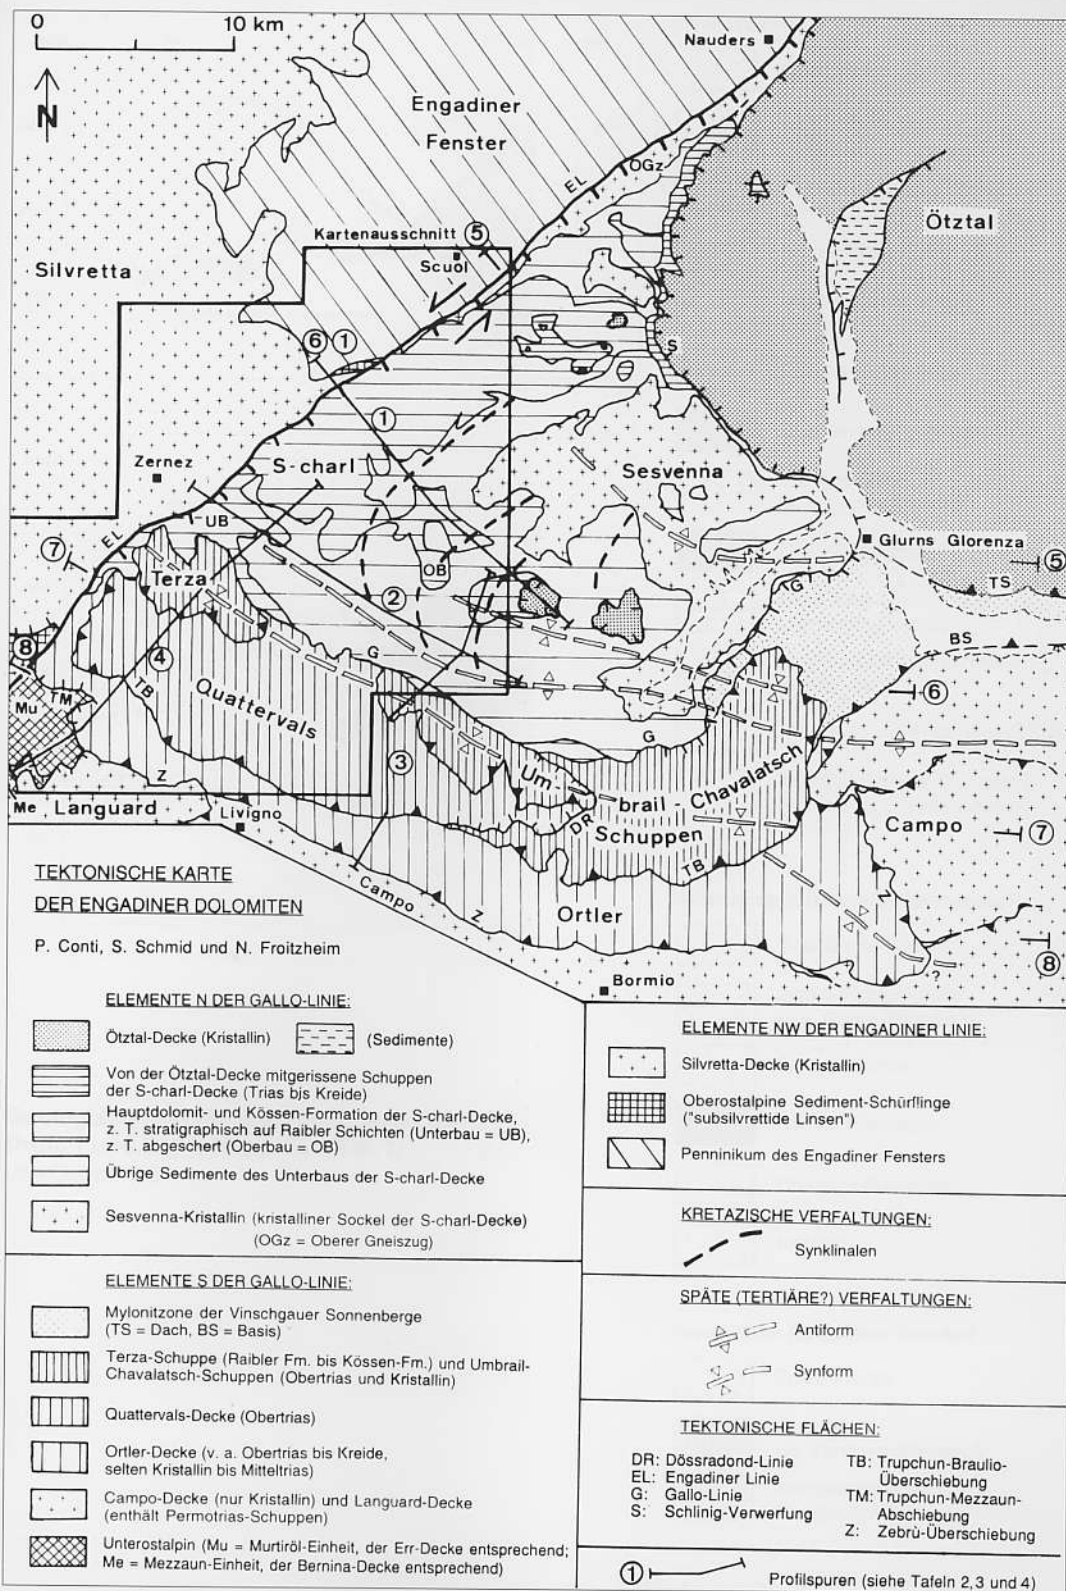 0 10 km
N
Nauders
Engadiner
Fenster
OGz
EL
Kartenausschnitt 5
Scuol
Ötztal
Silvretta
6 1
S
1
Zernez
S-charl
Sesvenna
UB
EL
7
Glurns Glorenza
OB
5
Terza
TS
2
G
BS
8
4
G
TB
TM
6
Mu
Quattervals
G
3
Um-
brail - Chavalatsch
Z
Me Languard
Livigno
DR
Schuppen
Campo
7
TB
Campo
Z
Ortler
Z
8
?
Bormio
TEKTONISCHE KARTE
DER ENGADINER DOLOMITEN
P. Conti, S. Schmid und N. Froitzheim
ELEMENTE N DER GALLO-LINIE:
Ötztal-Decke (Kristallin) (Sedimente)
Von der Ötztal-Decke mitgerissene Schuppen
der S-charl-Decke (Trias bis Kreide)
Hauptdolomit- und Kössen-Formation der S-charl-Decke,
z. T. stratigraphisch auf Raibler Schichten (Unterbau = UB),
z. T. abgeschert (Oberbau = OB)
Übrige Sedimente des Unterbaus der S-charl-Decke
Sesvenna-Kristallin (kristalliner Sockel der S-charl-Decke)
(OGz = Oberer Gneiszug)
ELEMENTE S DER GALLO-LINIE:
Mylonitzone der Vinschgauer Sonnenberge
(TS = Dach, BS = Basis)
Terza-Schuppe (Raibler Fm. bis Kössen-Fm.) und Umbrail-
Chavalatsch-Schuppen (Obertrias und Kristallin)
Quattervals-Decke (Obertrias)
Ortler-Decke (v. a. Obertrias bis Kreide,
selten Kristallin bis Mitteltrias)
Campo-Decke (nur Kristallin) und Languard-Decke
(enthält Permotrias-Schuppen)
Unterostalpin (Mu = Murtiröl-Einheit, der Err-Decke entsprechend;
Me = Mezzaun-Einheit, der Bernina-Decke entsprechend)
ELEMENTE NW DER ENGADINER LINIE:
Silvretta-Decke (Kristallin)
Oberostalpine Sediment-Schürflinge
("subsilvrettide Linsen")
Penninikum des Engadiner Fensters
KRETAZISCHE VERFALTUNGEN:
Synklinalen
SPÄTE (TERTIÄRE?) VERFALTUNGEN:
Antiform
Synform
TEKTONISCHE FLÄCHEN:
DR: Dössradond-Linie
EL: Engadiner Linie
G: Gallo-Linie
S: Schlinig-Verwerfung
TB: Trupchun-Braulio-
Überschiebung
TM: Trupchun-Mezzaun-
Abschiebung
Z: Zebrù-Überschiebung
1 Profilspuren (siehe Tafeln 2,3 und 4)